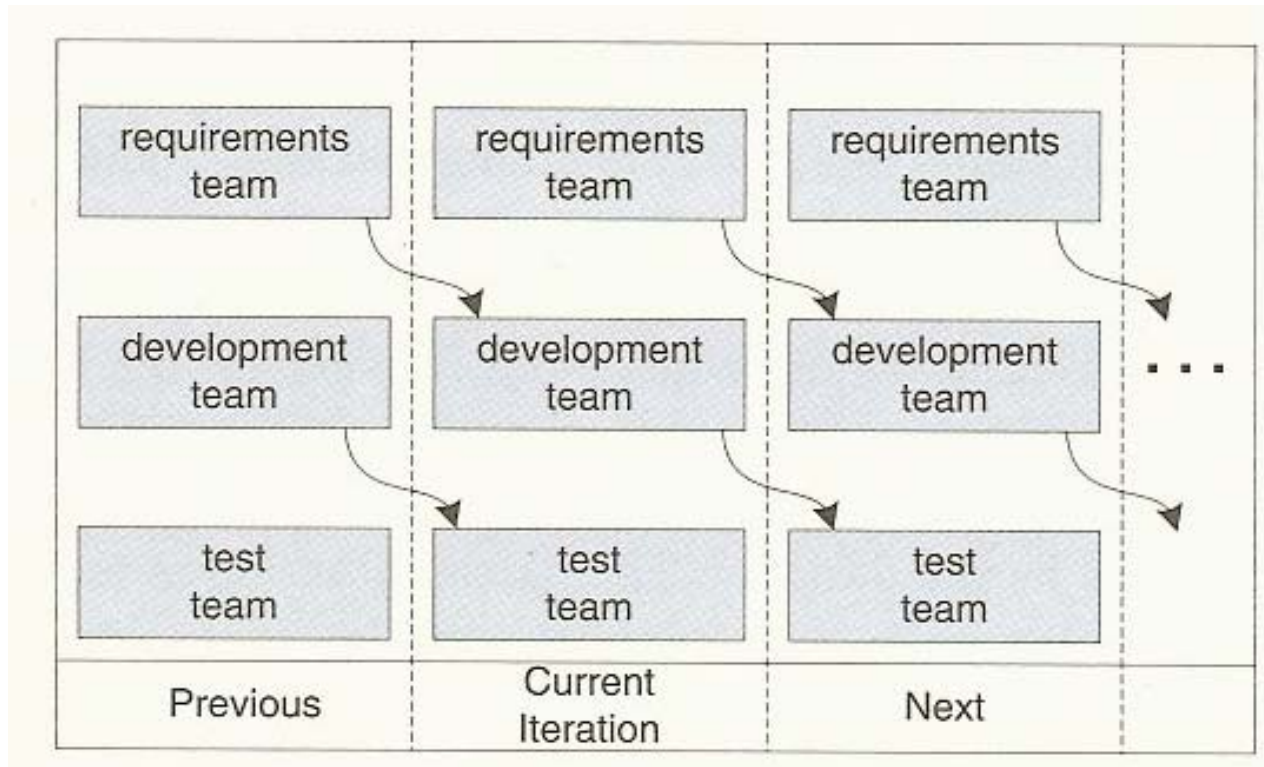 requirements
team
requirements
team
requirements
team
development
team
development
team
development
team
. . .
test
team
test
team
test
team
Previous
Current
Iteration
Next